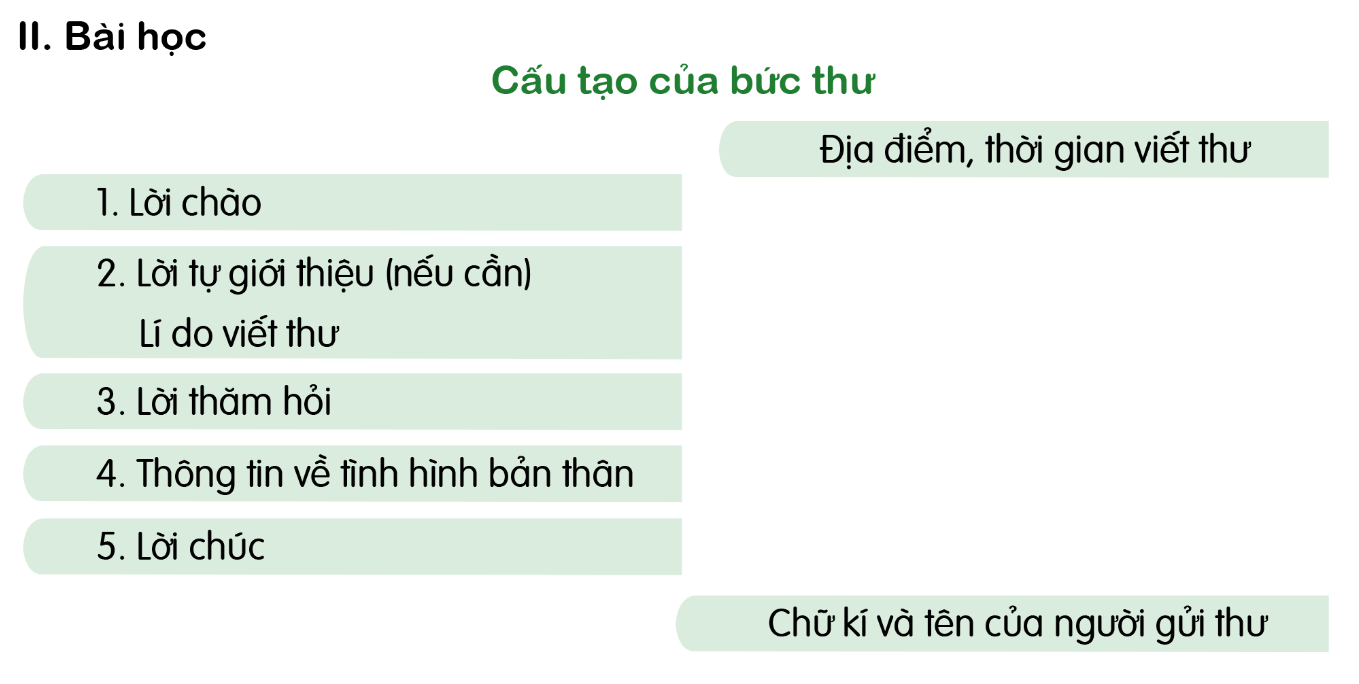 II. Bài học
Cấu tạo của bức thư
Địa điểm, thời gian viết thư
1. Lời chào
2. Lời tự giới thiệu (nếu cần)
Lí do viết thư
3. Lời thăm hỏi
4. Thông tin về tình hình bản thân
5. Lời chúc
Chữ kí và tên của người gửi thư